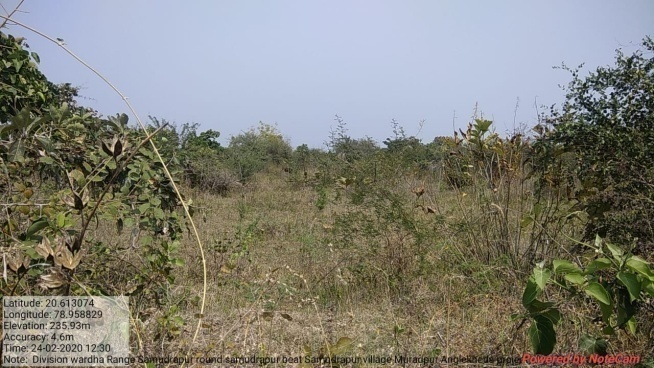 Latitude: 20.613074
Longitude: 78.958829
Elevation: 235.93m
Accuracy: 4.6m
Time: 24-02-2020 12:30
Note: Division wardha Range Samudrapur round samudrapur beat Samudrapur village Muradpur
Powered by NoteCam